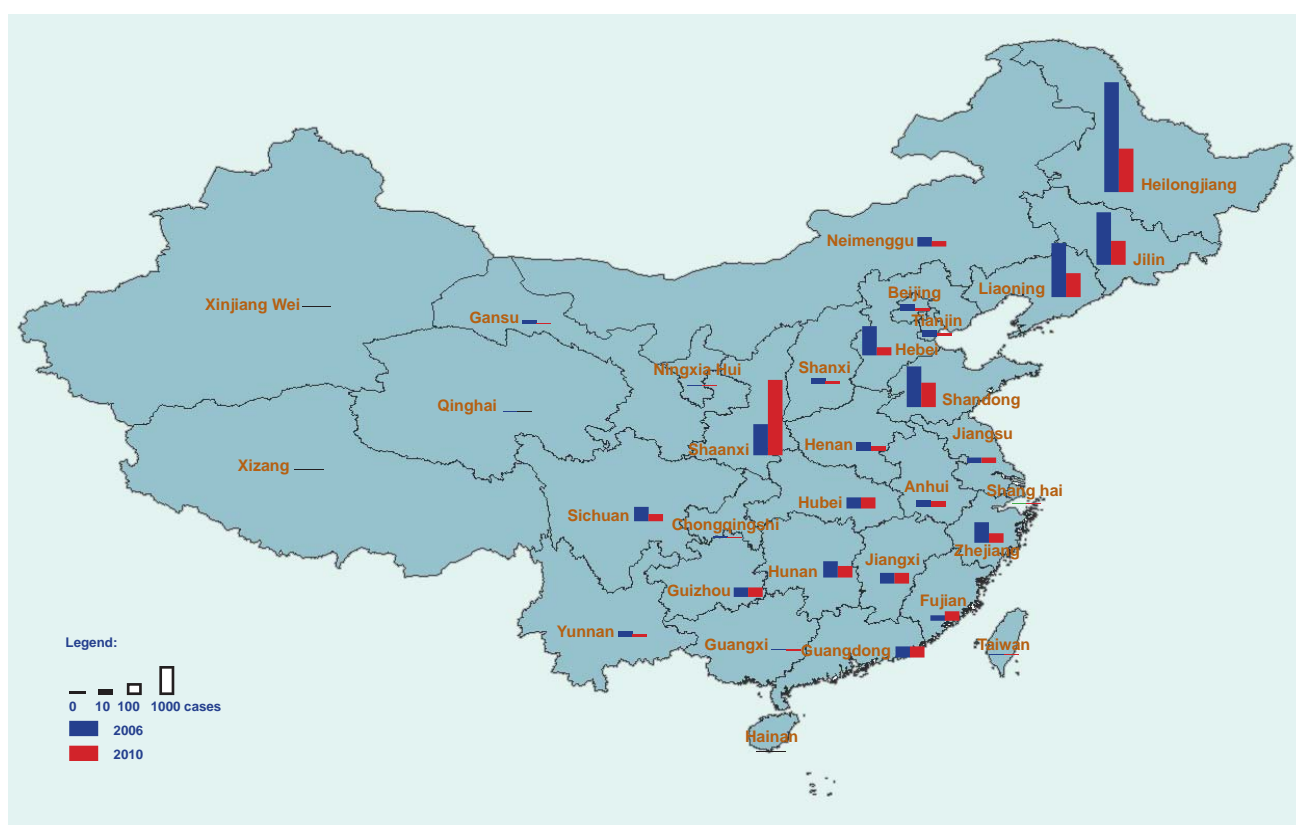 Heilongjiang
Neimenggu
Jilin
Liaoning
Beijing
Xinjiang Wei
Gansu
Tianjin
Hebei
Ningxia Hui
Shanxi
Qinghai
Shandong
Jiangsu
Shaanxi
Henan
Xizang
Anhui
Shang hai
Hubei
Sichuan
Chongqingshi
Zhejiang
Jiangxi
Hunan
Guizhou
Fujian
Yunnan
Guangxi
Guangdong
Taiwan
Legend:
0 10 100 1000 cases
2006
2010
Hainan